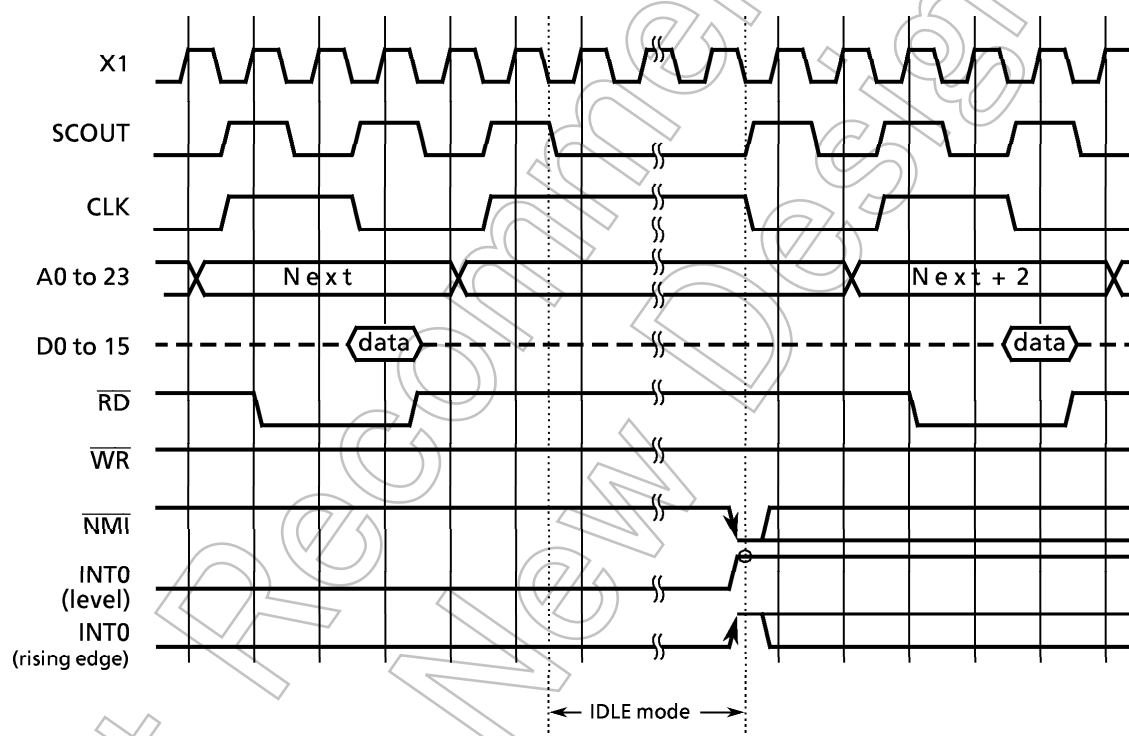 X1
SCOUT
CLK
A0 to 23
Next
Next + 2
D0 to 15
data
data
RD
WR
NMI
INT0
(level)
INT0
(rising edge)
IDLE mode